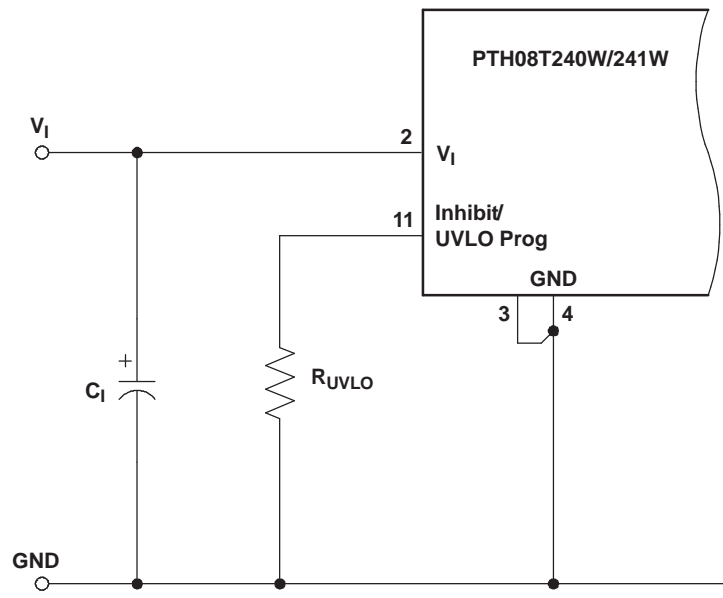 PTH08T240W/241W
VI
2
VI
11
Inhibit/
UVLO Prog
GND
3
4
+
CI
RUVLO
GND